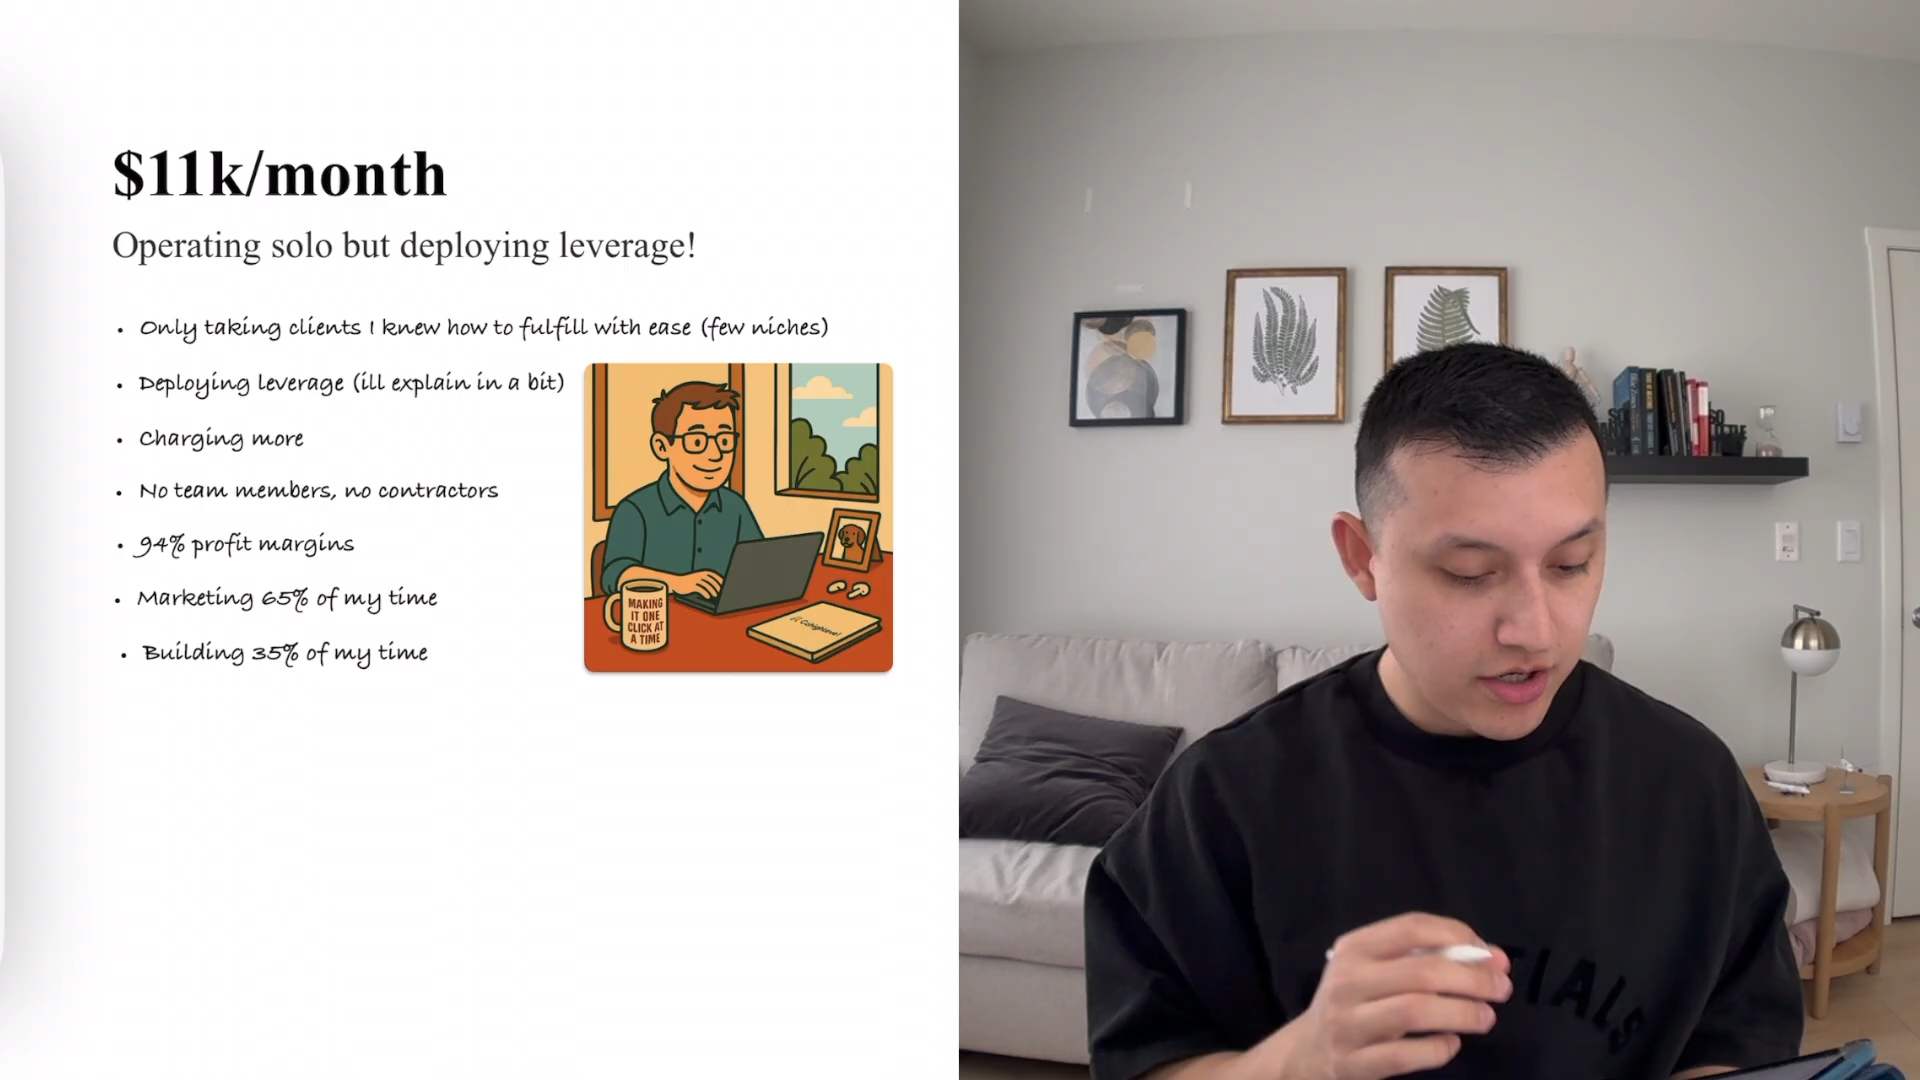 $11k/month
Operating solo but deploying leverage!
• Only taking clients I knew how to fulfill with ease (few niches)
• Deploying leverage (ill explain in a bit)
• Charging more
• No team members, no contractors
• 94% profit margins
• Marketing 65% of my time
• Building 35% of my time
MAKING
IT ONE
CLICK AT
A TIME
TIALS